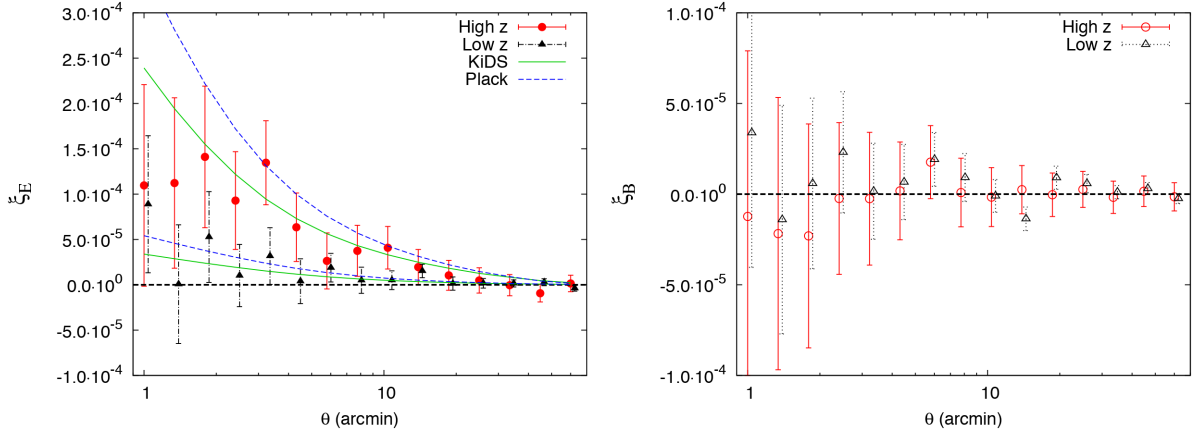 3.0·10⁻⁴
2.5·10⁻⁴
2.0·10⁻⁴
1.5·10⁻⁴
1.0·10⁻⁴
5.0·10⁻⁵
0.0·10⁰
-5.0·10⁻⁵
-1.0·10⁻⁴
ξE
1
10
θ (arcmin)
High z
Low z
KiDS
Plack
1.0·10⁻⁴
5.0·10⁻⁵
0.0·10⁰
-5.0·10⁻⁵
-1.0·10⁻⁴
ξB
1
10
θ (arcmin)
High z
Low z